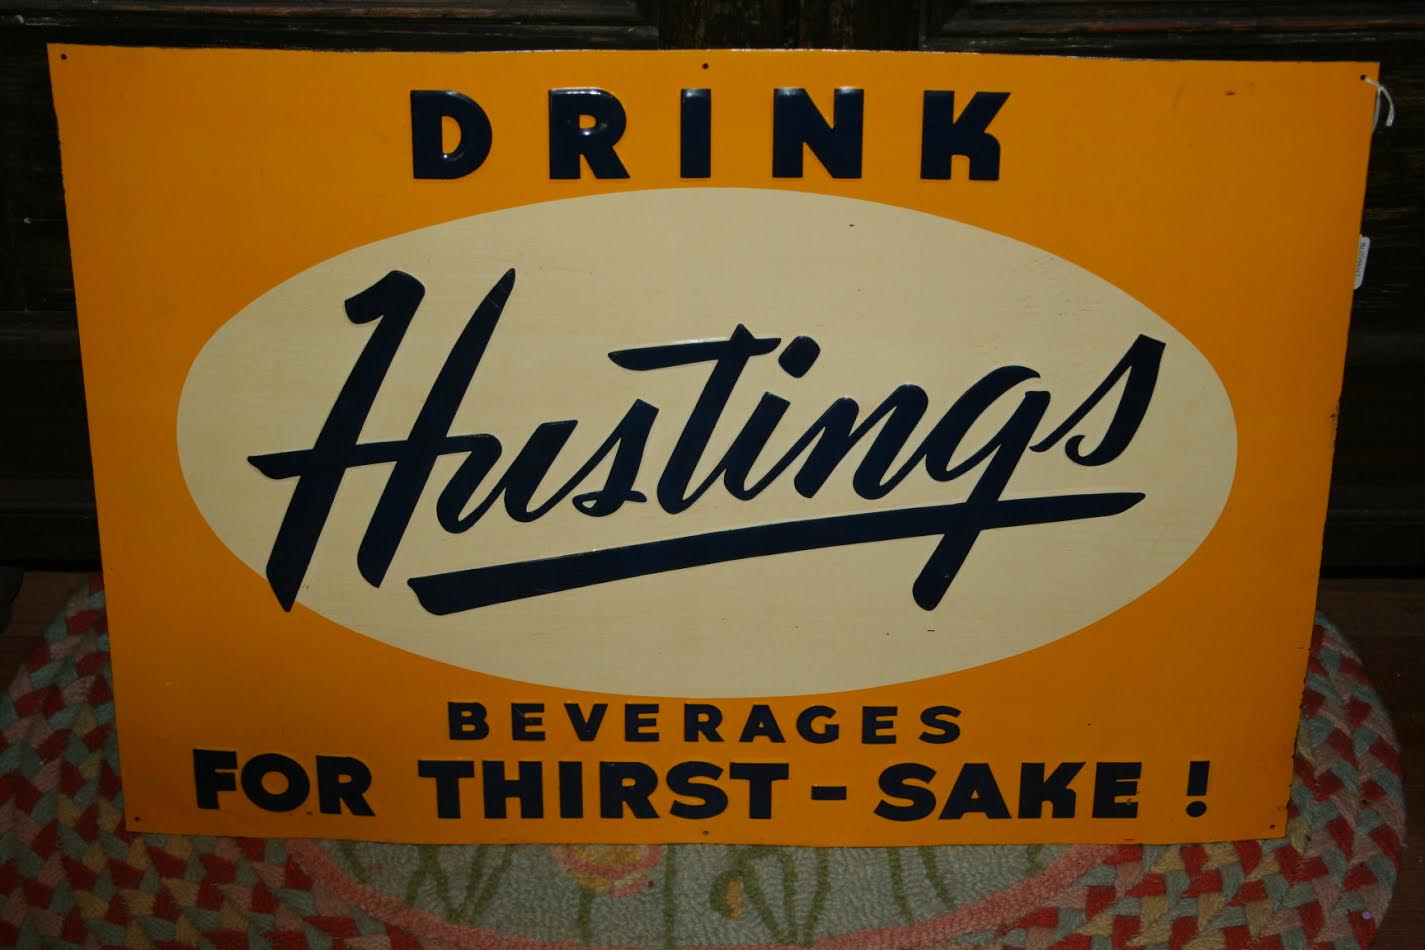 DRINK
Hustings
BEVERAGES
FOR THIRST-SAKE!